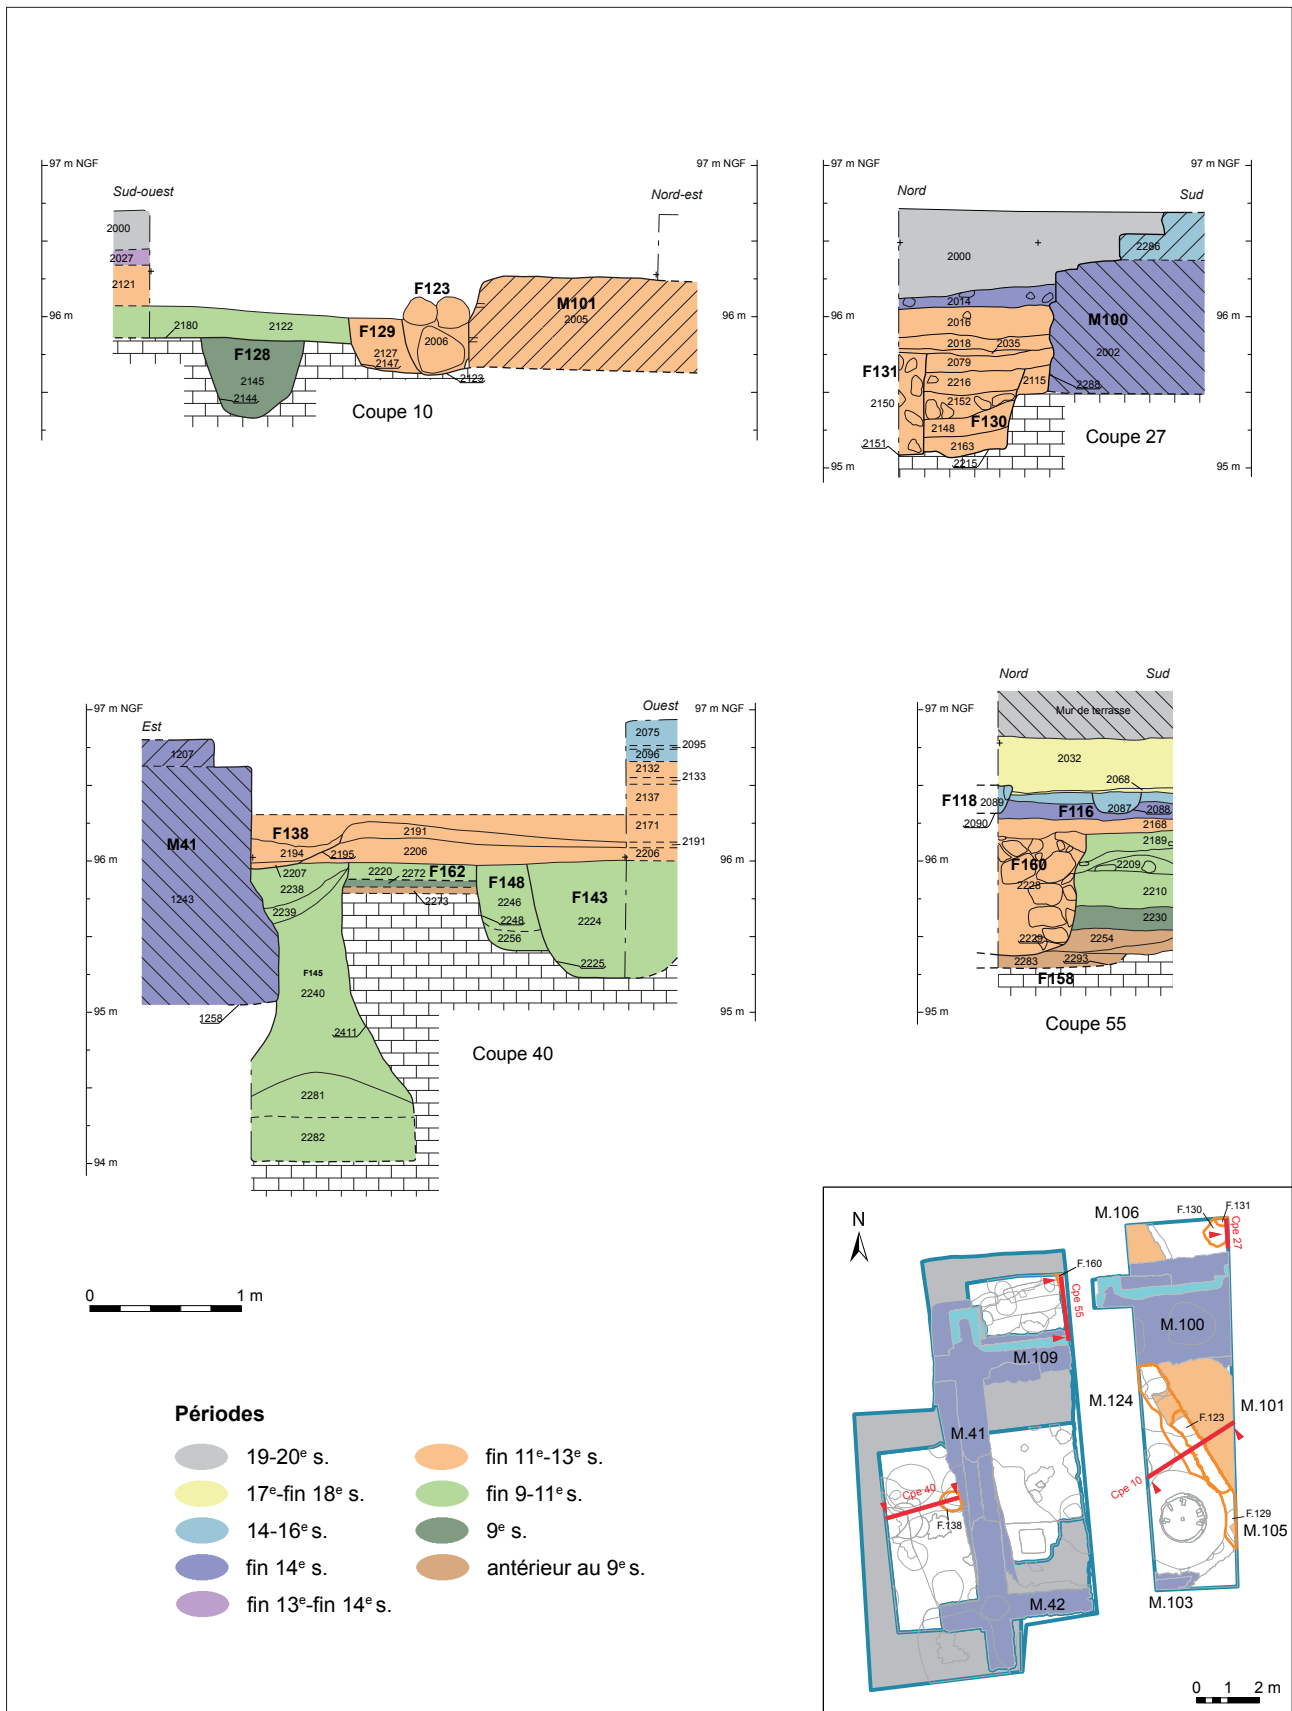 97 m NGF
Sud-ouest
Nord-est
2000
2027
2121
2180
2122
F128
2145
2144
F129
2127
2147
F123
2006
2123
M101
2005
96 m
96 m
97 m NGF
Coupe 10
97 m NGF
97 m NGF
Nord
Sud
2000
2286
2014
2016
2018
2035
2079
2216
2115
2152
F130
2148
2163
2215
F131
2150
2151
M100
2002
2288
96 m
96 m
95 m
95 m
Coupe 27
97 m NGF
97 m NGF
Est
Ouest
1207
M41
1243
1258
F138
2191
2194
2195
2206
2207
2238
2239
2220
2272
F162
2273
F148
2246
2248
2256
F143
2224
2225
F145
2240
2411
2281
2282
2075
2095
2096
2132
2133
2137
2171
2191
2206
96 m
96 m
95 m
95 m
94 m
Coupe 40
Nord
Sud
97 m NGF
Mur de terrasse
2032
2068
F118
2089
2090
F116
2087
2088
2168
2189
2209
F160
2228
2210
2230
2229
2254
2283
2293
F158
96 m
95 m
Coupe 55
0
1 m
Périodes
19-20e s.
17e-fin 18e s.
14-16e s.
fin 14e s.
fin 13e-fin 14e s.
fin 11e-13e s.
fin 9-11e s.
9e s.
antérieur au 9e s.
N
M.106
F.130
F.131
Cpe 27
F.160
Cpe 55
M.100
M.109
M.124
M.101
F.123
M.41
Cpe 10
Cpe 40
F.138
F.129
M.105
M.42
M.103
0 1 2 m